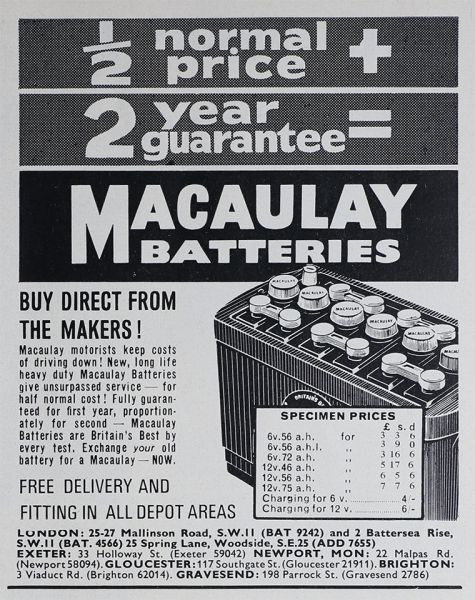 ½ normal price +
2 year guarantee =
MACAULAY
BATTERIES
BUY DIRECT FROM
THE MAKERS!
Macaulay motorists keep costs
of driving down! New, long life
heavy duty Macaulay Batteries
give unsurpassed service — for
half normal cost! Fully guaran-
teed for first year, proportion-
ately for second — Macaulay
Batteries are Britain's Best by
every test. Exchange your old
battery for a Macaulay — NOW.
FREE DELIVERY AND
FITTING IN ALL DEPOT AREAS
MACAULAY
MACAULAY
MACAULAY
MACAULAY
MACAULAY
MACAULAY
BRITAIN'S
SPECIMEN PRICES
£ s. d
6v.56 a.h. for 3 3 6
6v.56 a.h.l. ,, 3 9 0
6v.72 a.h. ,, 3 16 6
12v.46 a.h. ,, 5 17 6
12v.56 a.h. ,, 6 5 6
12v.75 a.h. ,, 7 7 6
Charging for 6 v. .... 4/-
Charging for 12 v. .... 6/-
LONDON: 25-27 Mallinson Road, S.W.11 (BAT 9242) and 2 Battersea Rise,
S.W.11 (BAT. 4566) 25 Spring Lane, Woodside, S.E.25 (ADD 7655)
EXETER: 33 Holloway St. (Exeter 59042) NEWPORT, MON: 22 Malpas Rd.
(Newport 58094). GLOUCESTER: 117 Southgate St. (Gloucester 21911). BRIGHTON:
3 Viaduct Rd. (Brighton 62014). GRAVESEND: 198 Parrock St. (Gravesend 2786)